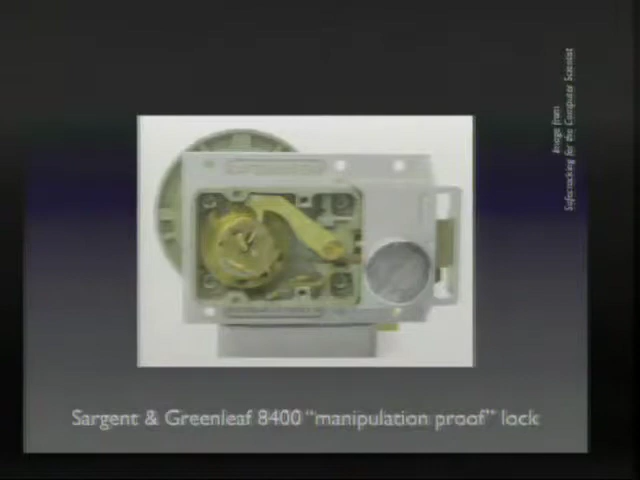 Image from
Safecracking for the Computer Scientist
Sargent & Greenleaf 8400 “manipulation proof” lock